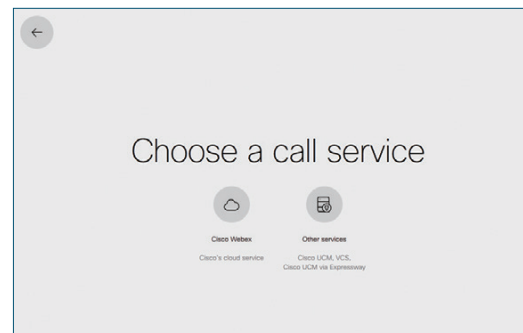 Choose a call service
Cisco Webex
Cisco's cloud service
Other services
Cisco UCM, VCS,
Cisco UCM via Expressway